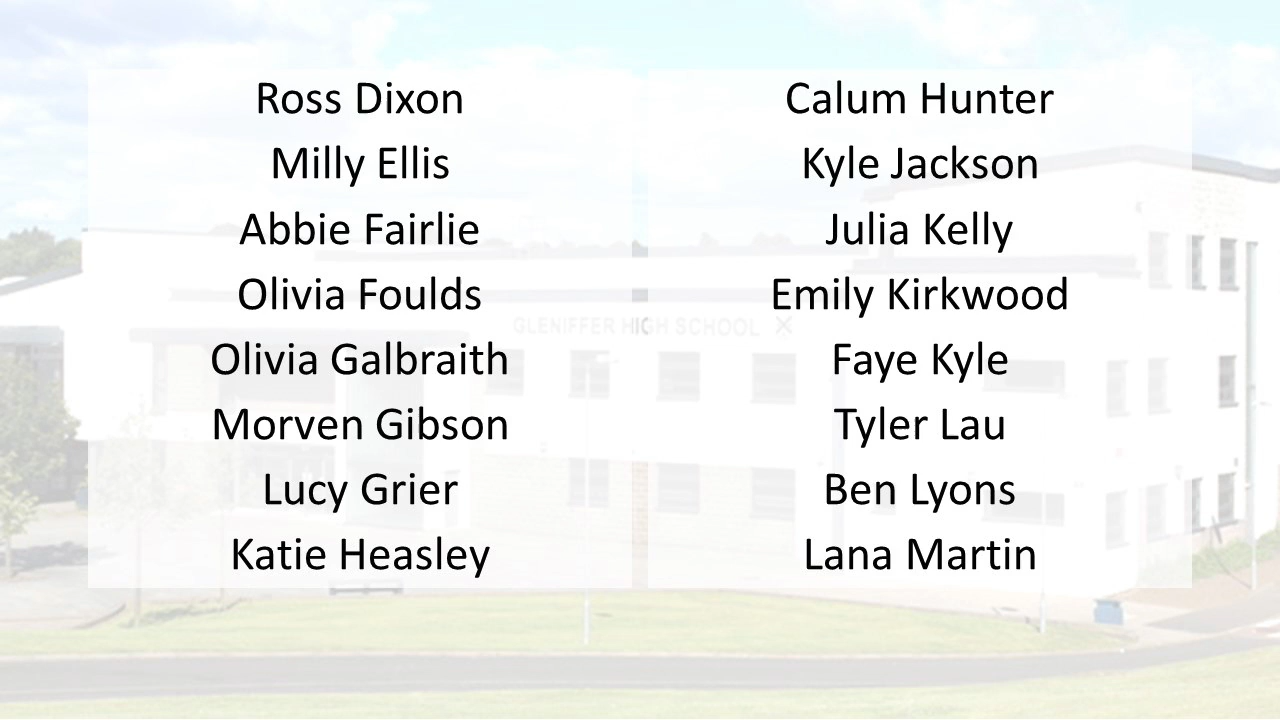 Ross Dixon
Milly Ellis
Abbie Fairlie
Olivia Foulds
Olivia Galbraith
Morven Gibson
Lucy Grier
Katie Heasley
Calum Hunter
Kyle Jackson
Julia Kelly
Emily Kirkwood
Faye Kyle
Tyler Lau
Ben Lyons
Lana Martin
GLENIFFER HIGH SCHOOL